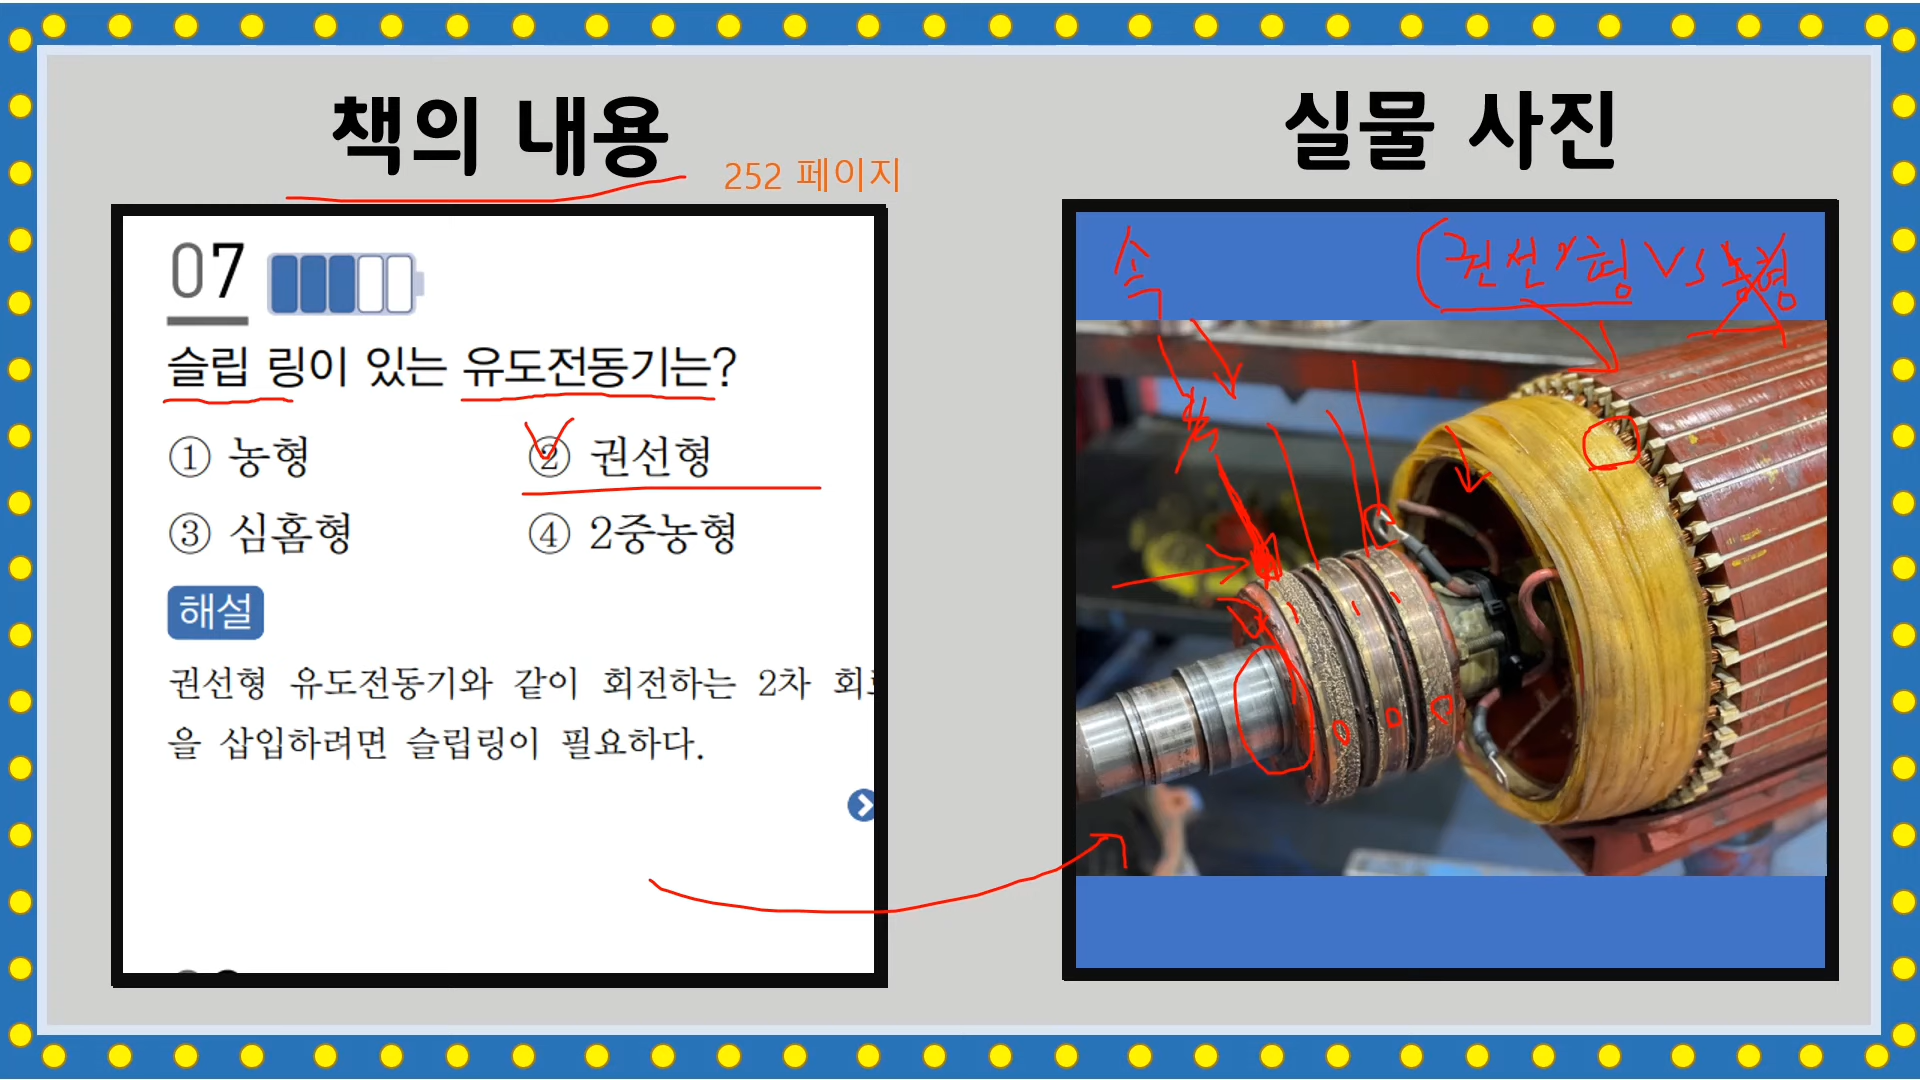 책의 내용
252 페이지
07
슬립 링이 있는 유도전동기는?
① 농형
② 권선형
③ 심홈형
④ 2중농형
해설
권선형 유도전동기와 같이 회전하는 2차 회
을 삽입하려면 슬립링이 필요하다.
실물 사진
속
권선형 VS 농형